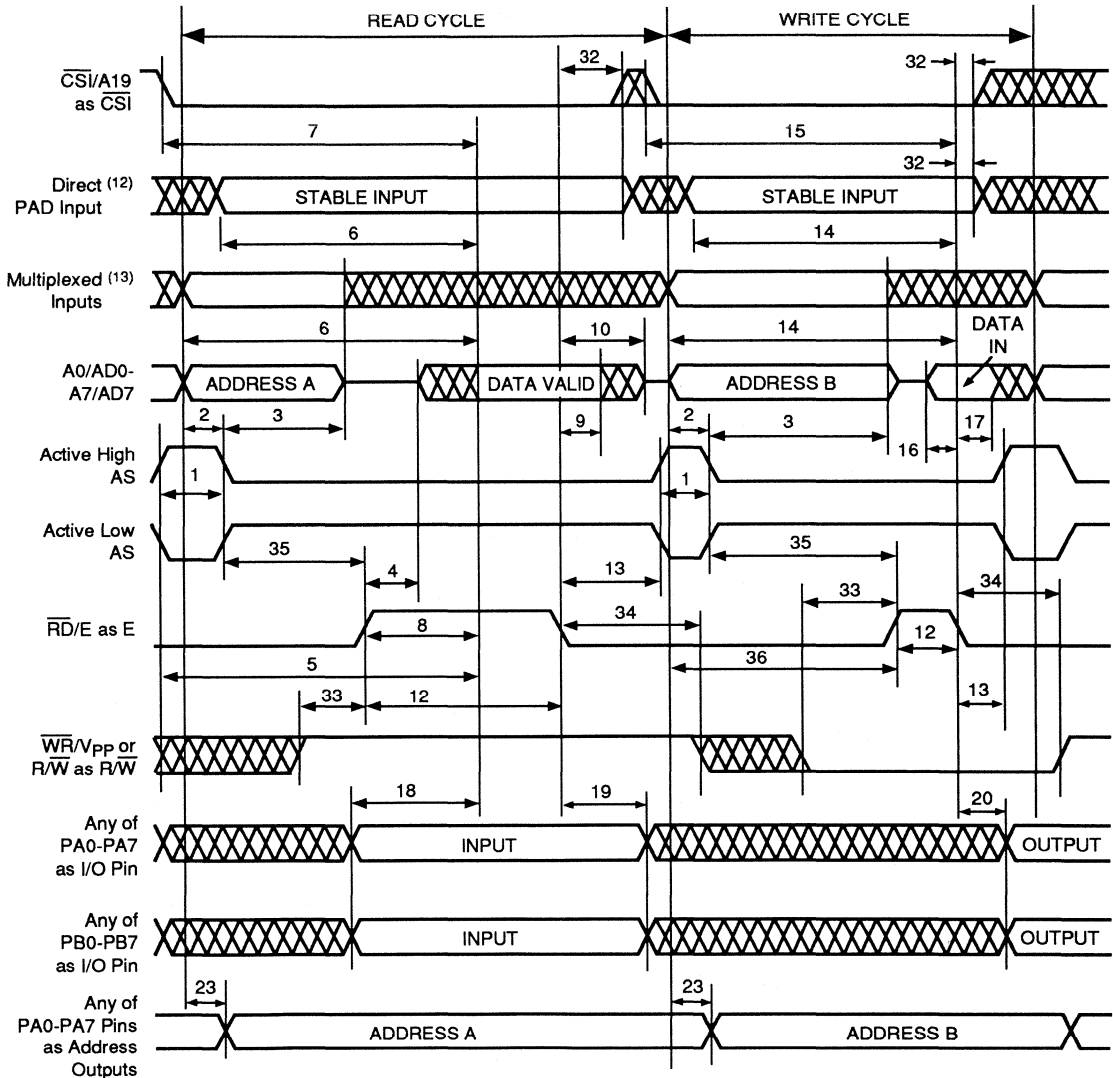 READ CYCLE
WRITE CYCLE
32
32
CSI/A19
as CSI
7
15
32
Direct (12)
PAD Input
STABLE INPUT
STABLE INPUT
6
14
Multiplexed (13)
Inputs
6
10
14
DATA
IN
A0/AD0-
A7/AD7
ADDRESS A
DATA VALID
ADDRESS B
2
3
9
2
3
16
17
Active High
AS
1
1
Active Low
AS
35
4
13
35
34
33
RD/E as E
8
34
12
5
36
33
12
13
WR/VPP or
R/W as R/W
18
19
20
Any of
PA0-PA7
as I/O Pin
INPUT
OUTPUT
Any of
PB0-PB7
as I/O Pin
INPUT
OUTPUT
23
23
Any of
PA0-PA7 Pins
as Address
Outputs
ADDRESS A
ADDRESS B